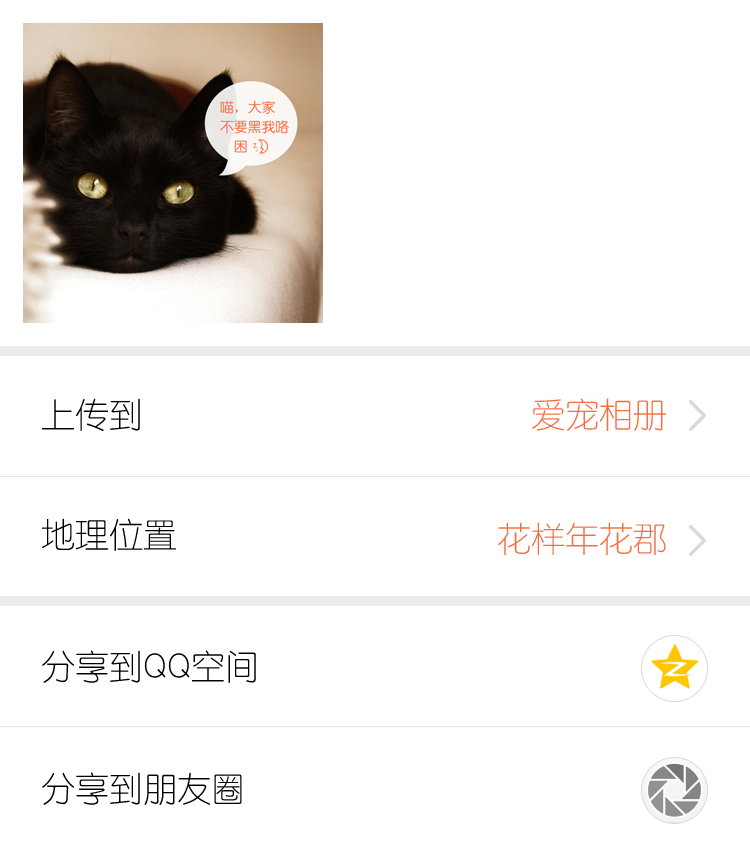 喵，大家
不要黑我咯
困
上传到
爱宠相册
地理位置
花样年花郡
分享到QQ空间
分享到朋友圈